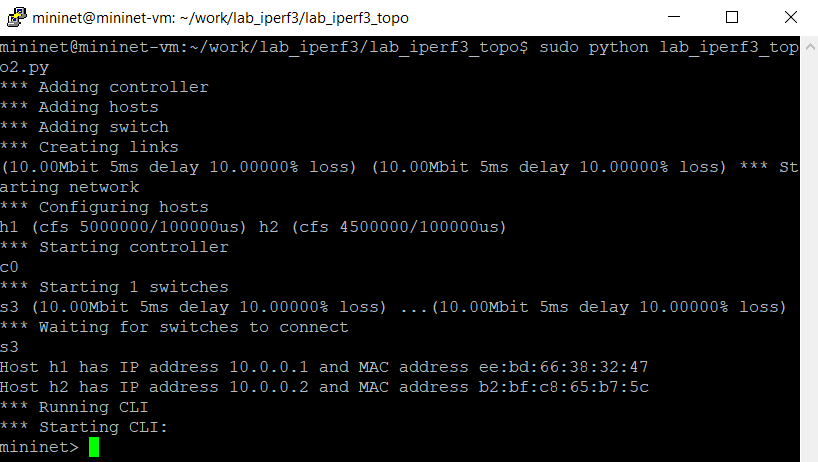 mininet@mininet-vm: ~/work/lab_iperf3/lab_iperf3_topo
mininet@mininet-vm:~/work/lab_iperf3/lab_iperf3_topo$ sudo python lab_iperf3_top
o2.py
*** Adding controller
*** Adding hosts
*** Adding switch
*** Creating links
(10.00Mbit 5ms delay 10.00000% loss) (10.00Mbit 5ms delay 10.00000% loss) *** St
arting network
*** Configuring hosts
h1 (cfs 5000000/100000us) h2 (cfs 4500000/100000us)
*** Starting controller
c0
*** Starting 1 switches
s3 (10.00Mbit 5ms delay 10.00000% loss) ...(10.00Mbit 5ms delay 10.00000% loss)
*** Waiting for switches to connect
s3
Host h1 has IP address 10.0.0.1 and MAC address ee:bd:66:38:32:47
Host h2 has IP address 10.0.0.2 and MAC address b2:bf:c8:65:b7:5c
*** Running CLI
*** Starting CLI:
mininet>